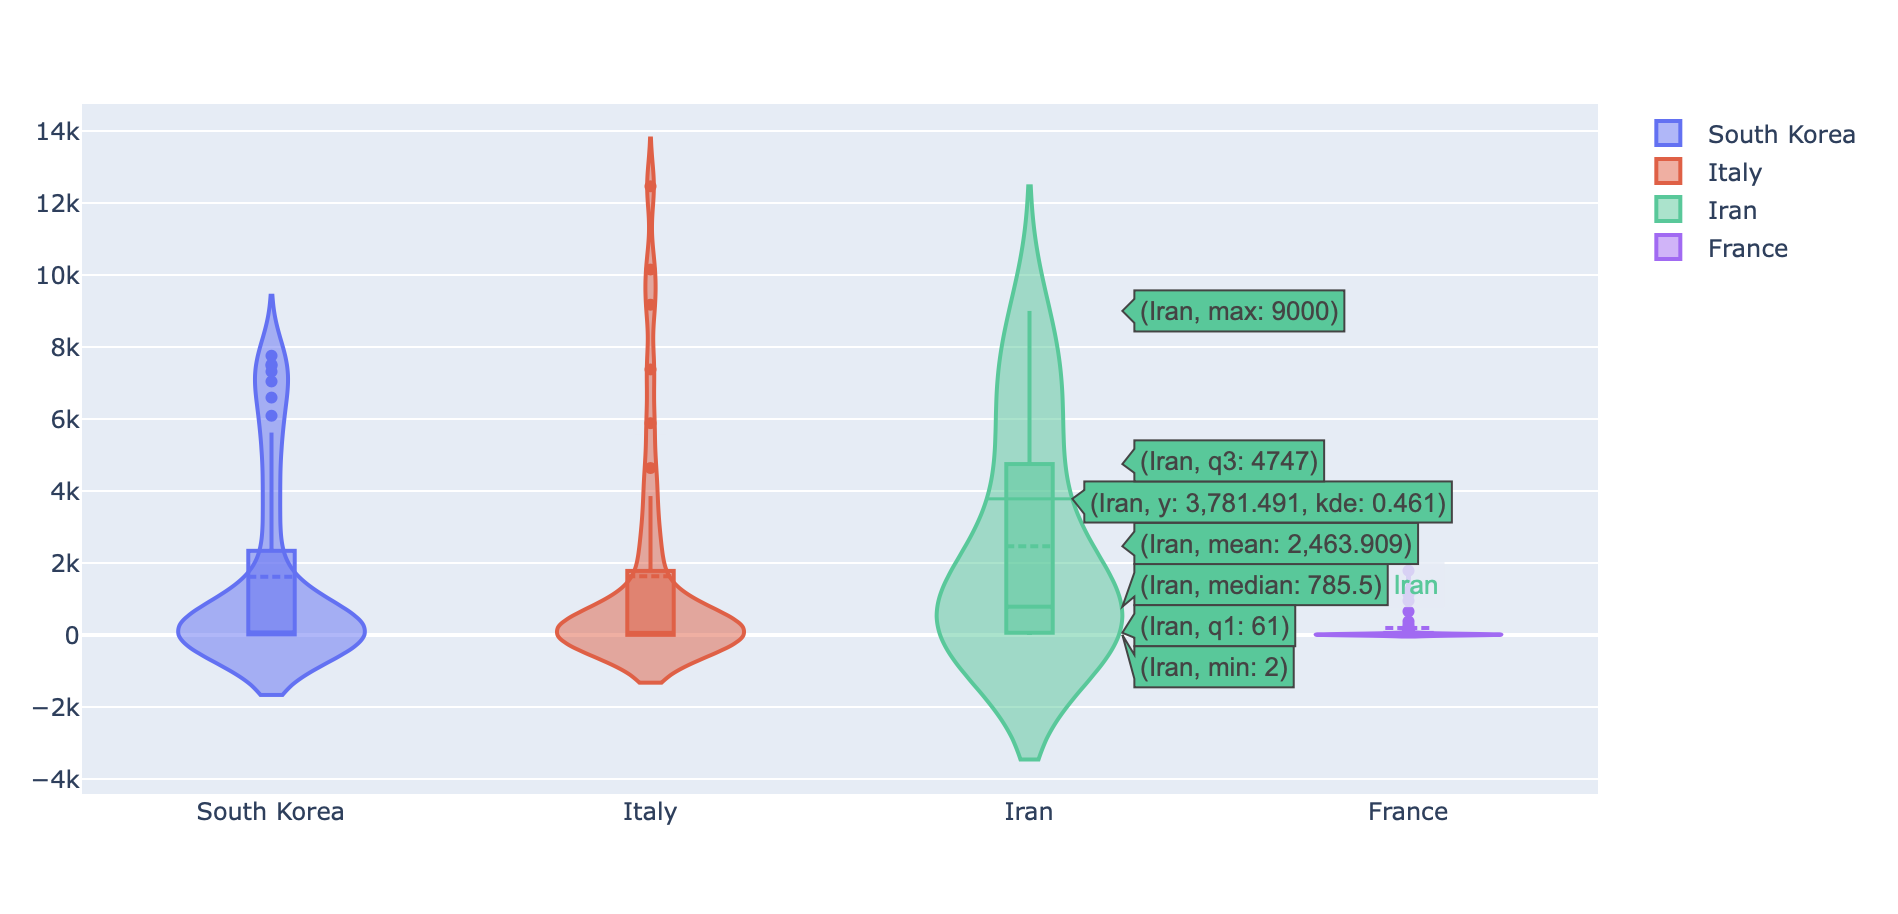 14k
12k
10k
8k
6k
4k
2k
0
−2k
−4k
South Korea
Italy
Iran
France
South Korea
Italy
Iran
France
(Iran, max: 9000)
(Iran, q3: 4747)
(Iran, y: 3,781.491, kde: 0.461)
(Iran, mean: 2,463.909)
(Iran, median: 785.5) Iran
(Iran, q1: 61)
(Iran, min: 2)